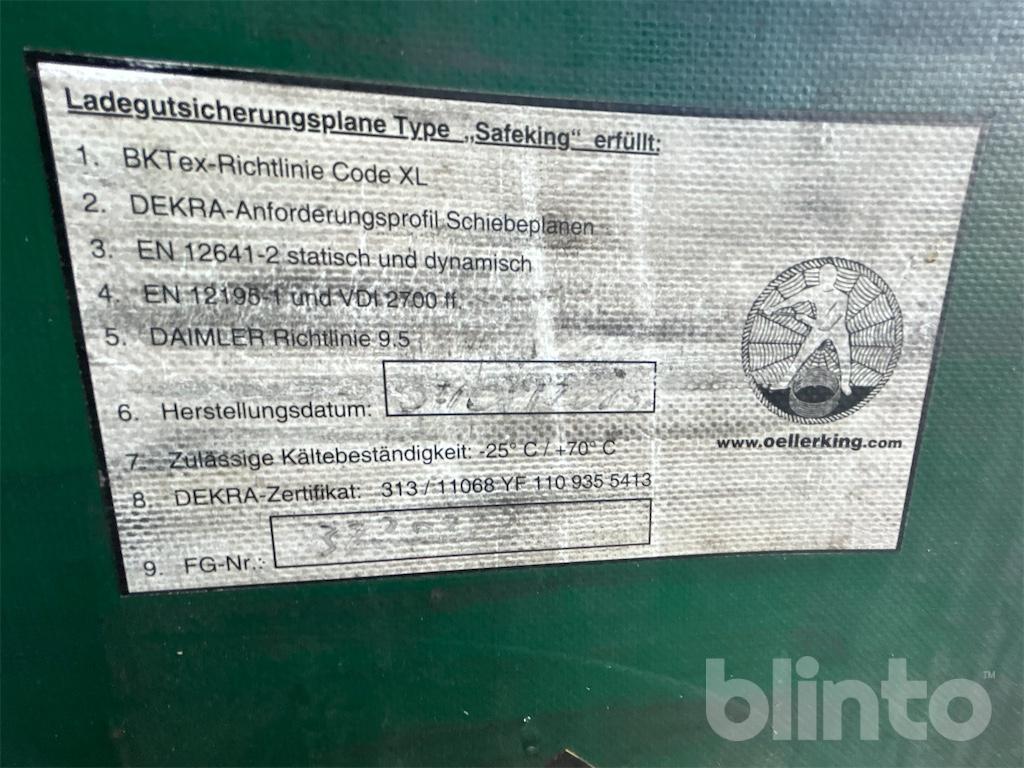 Ladegutsicherungsplane Type „Safeking“ erfüllt:
1. BKTex-Richtlinie Code XL
2. DEKRA-Anforderungsprofil Schiebeplanen
3. EN 12641-2 statisch und dynamisch
4. EN 12195-1 und VDI 2700 ff.
5. DAIMLER Richtlinie 9.5
6. Herstellungsdatum:
7. Zulässige Kältebeständigkeit: -25° C / +70° C
8 DEKRA-Zertifikat: 313 / 11068 YF 110 935 5413
9. FG-Nr.:
www.oellerking.com
blinto™